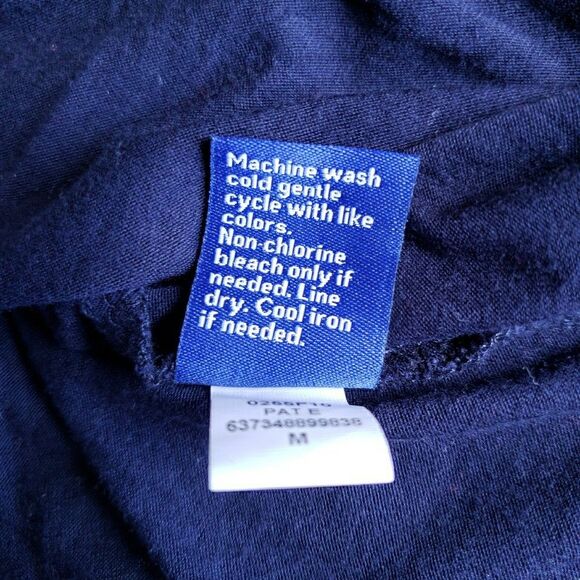 Machine wash
cold gentle
cycle with like
colors.
Non-chlorine
bleach only if
needed. Line
dry. Cool iron
if needed.
PAT E
637348899838
M